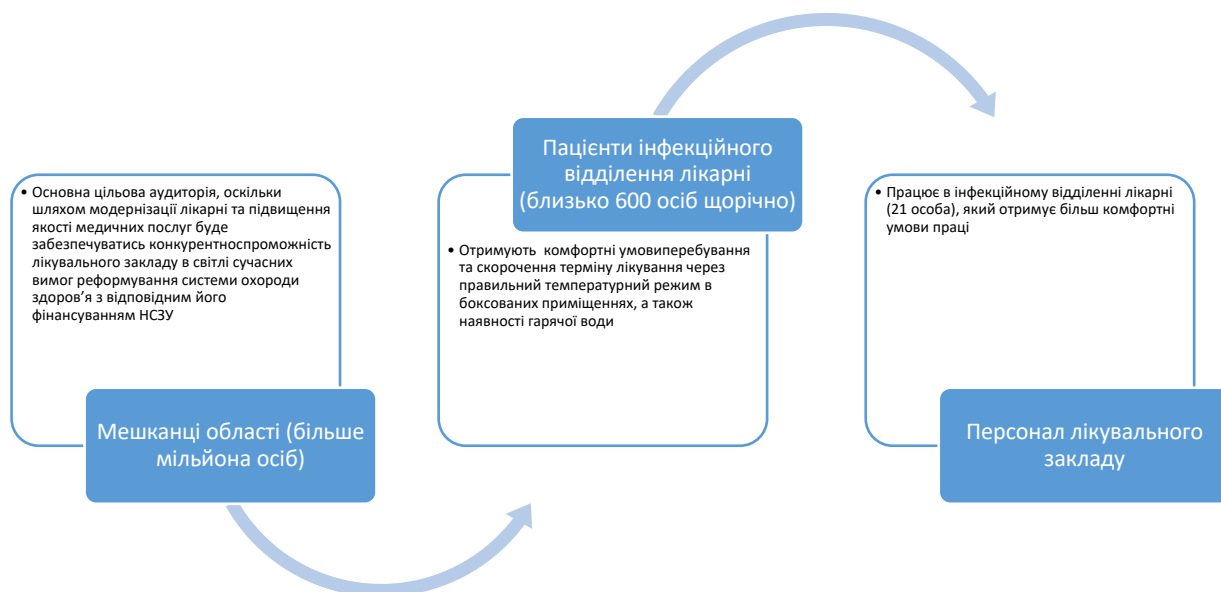 • Основна цільова аудиторія, оскільки
шляхом модернізації лікарні та підвищення
якості медичних послуг буде
забезпечуватись конкурентноспроможність
лікувального закладу в світлі сучасних
вимог реформування системи охороди
здоров’я з відповідним його
фінансуванням НСЗУ
Мешканці області (більше
мільйона осіб)
Пацієнти інфекційного
відділення лікарні
(близько 600 осіб щорічно)
• Отримують комфортні умовиперебування
та скорочення терміну лікування через
правильний температурний режим в
боксованих приміщеннях, а також
наявності гарячої води
• Працює в інфекційному відділенні лікарні
(21 особа), який отримує більш комфортні
умови праці
Персонал лікувального
закладу